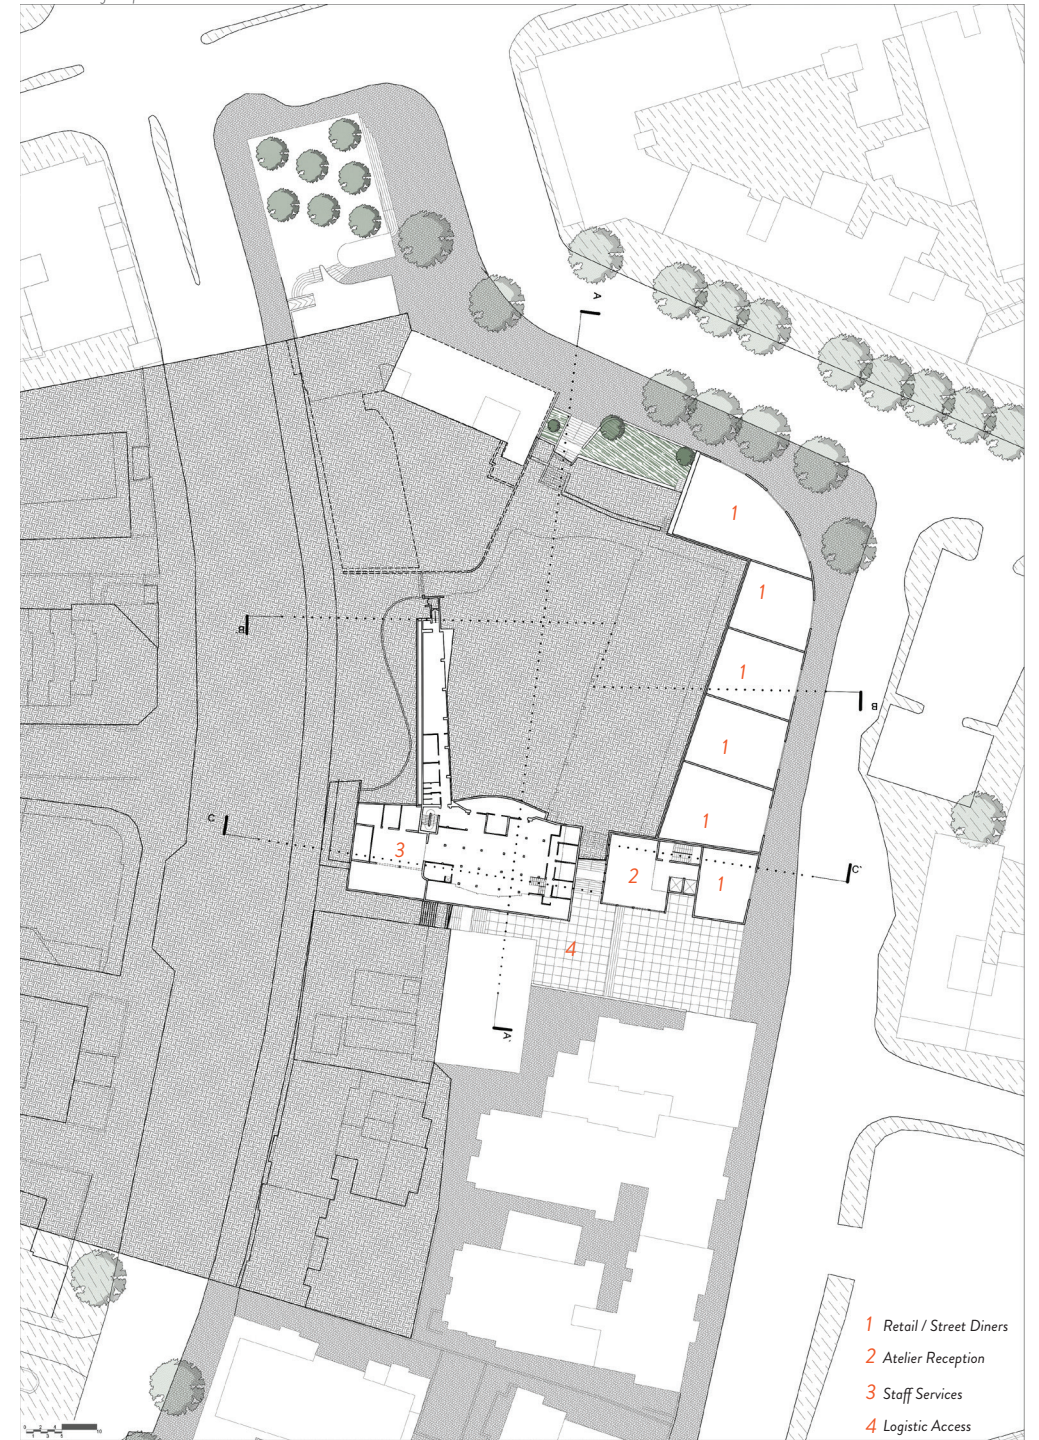 A
1
1
B
1
B
1
C
1
3
2
1
C'
4
A'
1 Retail / Street Diners
2 Atelier Reception
3 Staff Services
4 Logistic Access